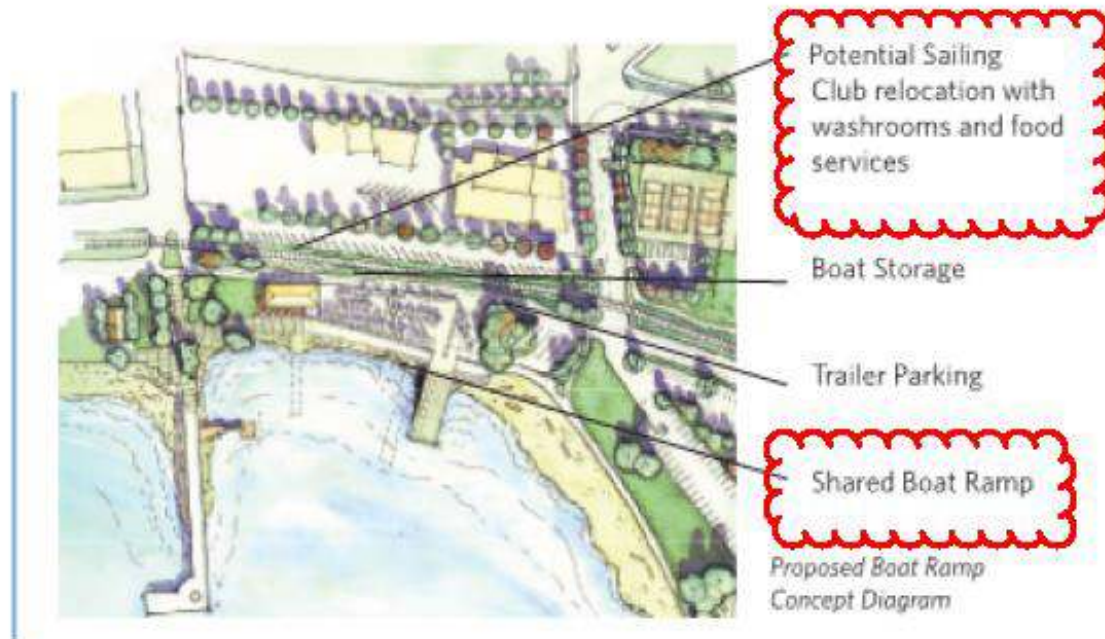 Potential Sailing
Club relocation with
washrooms and food
services
Boat Storage
Trailer Parking
Shared Boat Ramp
Proposed Boat Ramp
Concept Diagram